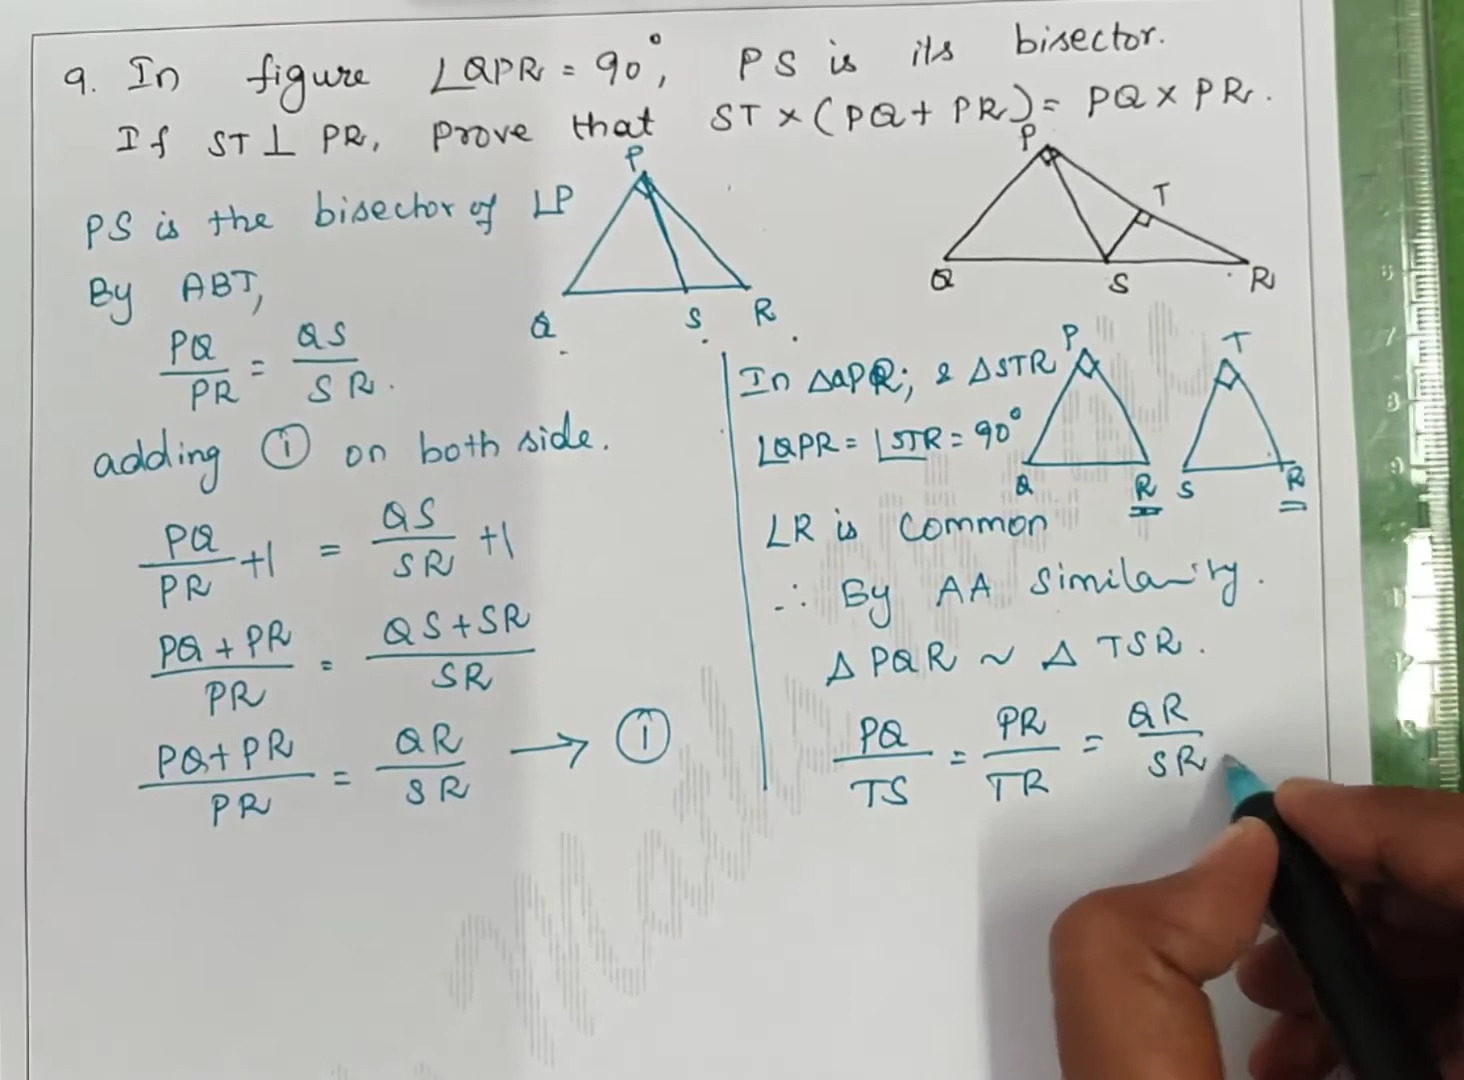 9. In figure ∠QPR = 90°, PS is its bisector.
If ST ⊥ PR, prove that ST × (PQ + PR) = PQ × PR.
P
Q
S
R
P
T
Q
S
R
PS is the bisector of ∠P
By ABT,
PQ/PR = QS/SR.
adding ① on both side.
PQ/PR +1 = QS/SR +1
PQ + PR/PR = QS + SR/SR
PQ + PR/PR = QR/SR → ①
In ΔQPR; & ΔSTR
∠QPR = ∠STR = 90°
P
Q
R
T
S
R
∠R is common
∴ By AA Similarity.
Δ PQR ~ Δ TSR.
PQ/TS = PR/TR = QR/SR